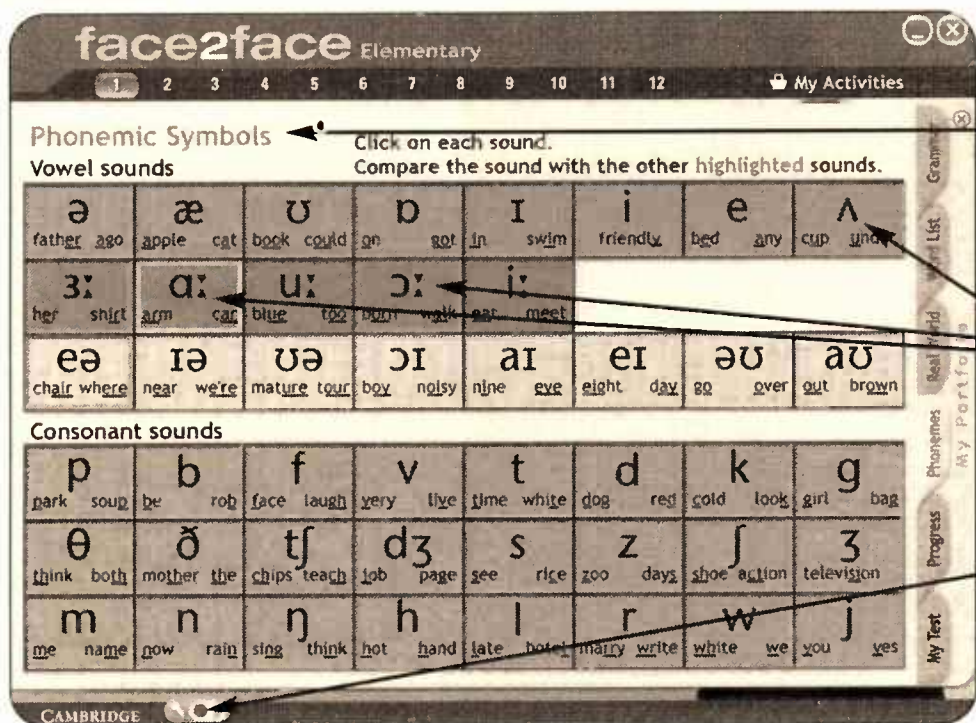 face2face Elementary
1 2 3 4 5 6 7 8 9 10 11 12 My Activities
Phonemic Symbols
Click on each sound.
Vowel sounds
Compare the sound with the other highlighted sounds.
ə æ ʊ ɒ ɪ i e ʌ
father ago apple cat book could on got in swim friendly bed any cup under
ɜː ɑː uː ɔː iː
her shirt arm car blue too born walk eat meet
eə ɪə ʊə ɔɪ aɪ eɪ əʊ aʊ
chair where near we're mature tour boy noisy nine eye eight day go over out brown
Consonant sounds
p b f v t d k g
park soup be rob face laugh very live time white dog red cold look girl bag
θ ð tʃ dʒ s z ʃ ʒ
think both mother the chips teach job page see rice zoo days shoe action television
m n ŋ h l r w j
me name now rain sing think hot hand late hotel marry write white we you yes
Grammar
Word List
Real World
Phonemes
Progress
My Test
My Portfolio
CAMBRIDGE